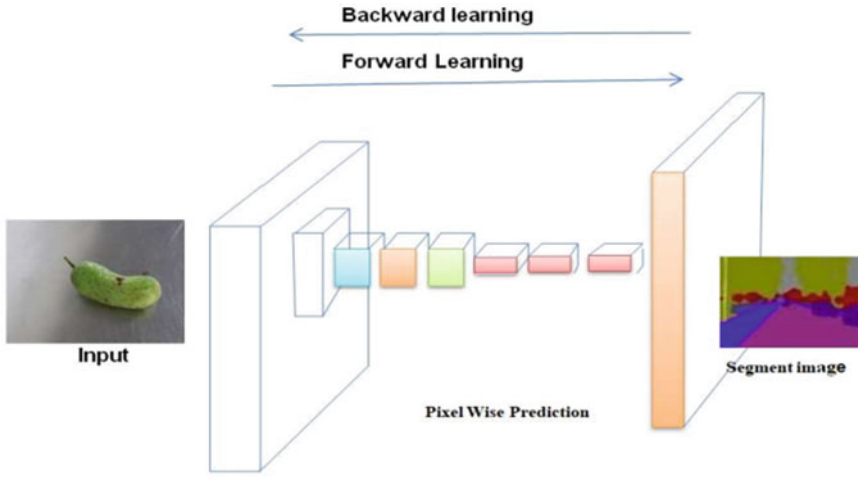 Backward learning
Forward Learning
Input
Segment image
Pixel Wise Prediction